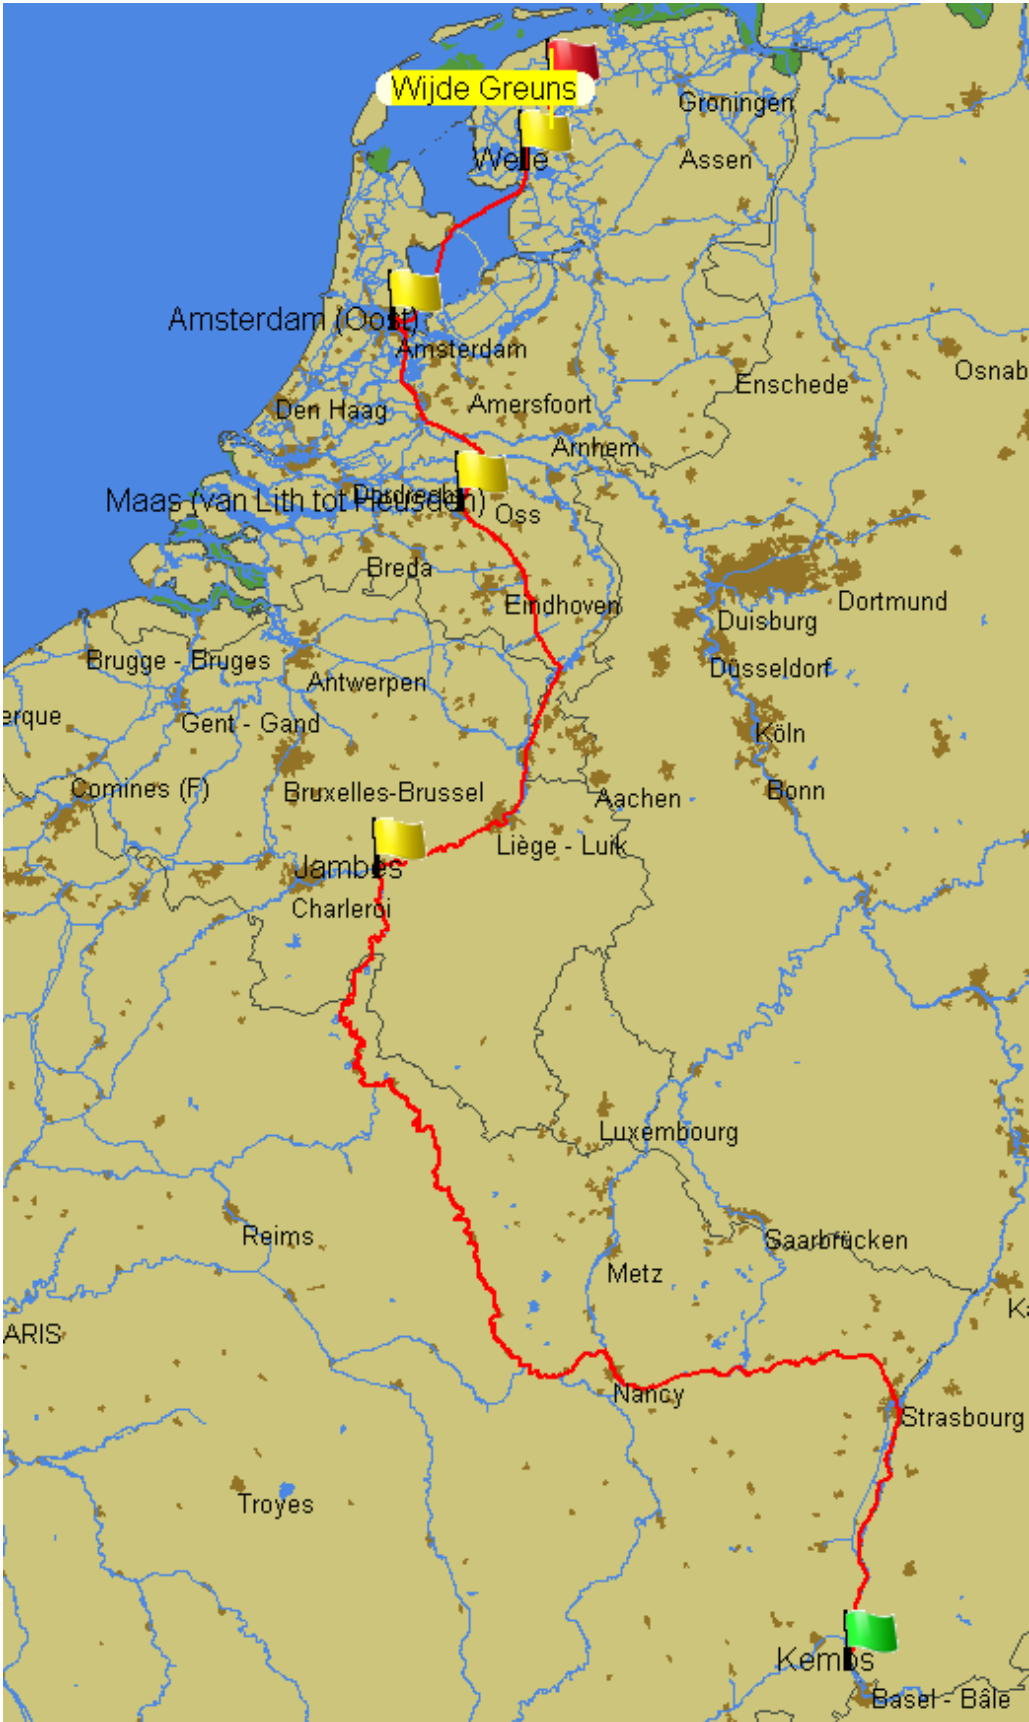 Wijde Greuns
Groningen
Welle
Assen
Amsterdam (Oost)
Amsterdam
Enschede
Osnab
Den Haag
Amersfoort
Arnhem
Maas (van Lith tot Heusden)
Dordrecht
Oss
Breda
Eindhoven
Dortmund
Duisburg
Brugge - Bruges
Düsseldorf
Antwerpen
erque
Gent - Gand
Köln
Comines (F)
Bruxelles-Brussel
Aachen
Bonn
Liège - Luik
Jambes
Charleroi
Luxembourg
Reims
Saarbrücken
Metz
Ka
ARIS
Nancy
Strasbourg
Troyes
Kembs
Basel - Bâle